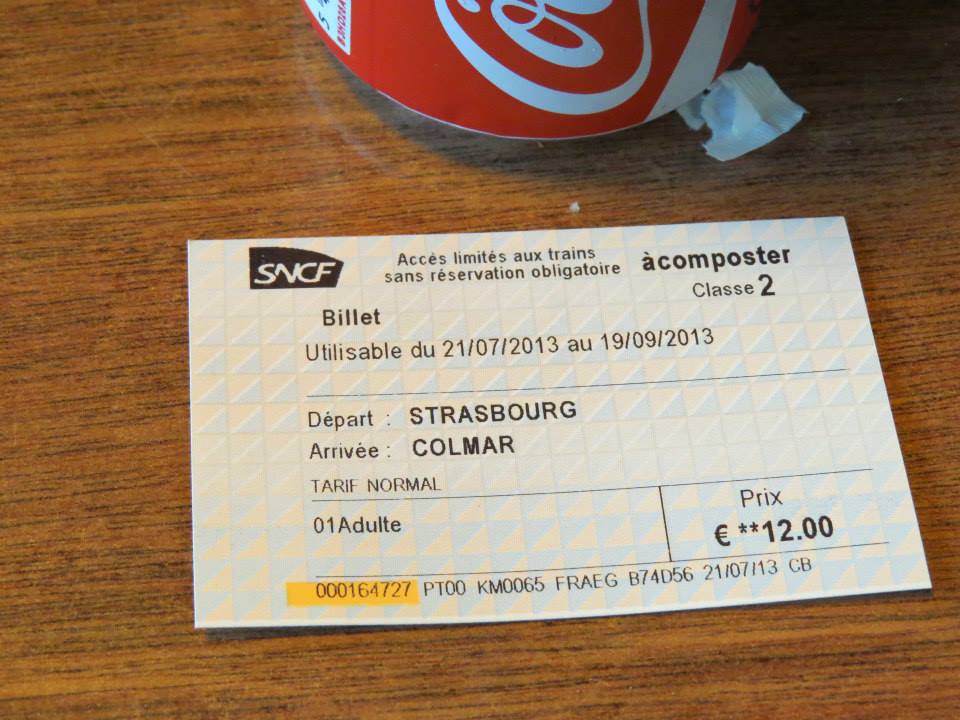 SNCF
Accès limités aux trains
sans réservation obligatoire
àcomposter
Classe 2
Billet
Utilisable du 21/07/2013 au 19/09/2013
Départ : STRASBOURG
Arrivée : COLMAR
TARIF NORMAL
01Adulte
Prix
€ **12.00
000164727 PT00 KM0065 FRAEG B74D56 21/07/13 CB